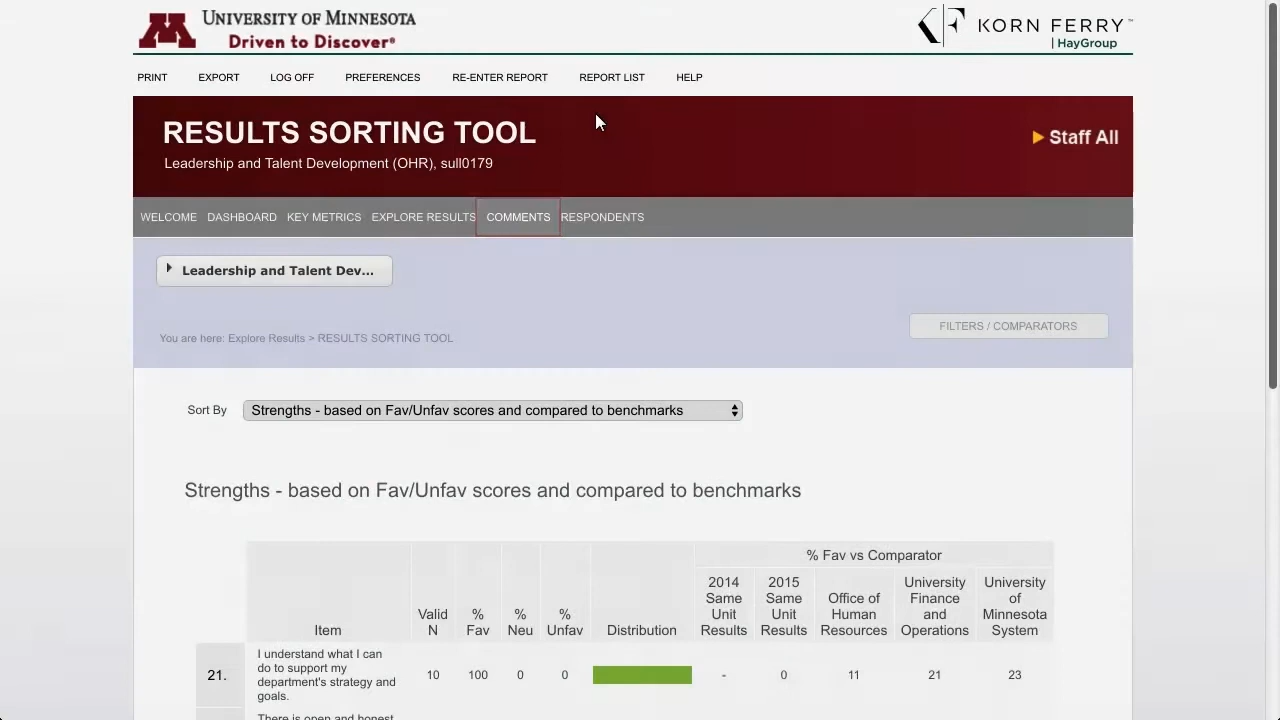 UNIVERSITY OF MINNESOTA
Driven to Discover®
KORN FERRY™
| HayGroup
PRINT EXPORT LOG OFF PREFERENCES RE-ENTER REPORT REPORT LIST HELP
RESULTS SORTING TOOL
Leadership and Talent Development (OHR), sull0179
Staff All
WELCOME DASHBOARD KEY METRICS EXPLORE RESULTS COMMENTS RESPONDENTS
Leadership and Talent Dev...
FILTERS / COMPARATORS
You are here: Explore Results > RESULTS SORTING TOOL
Sort By Strengths - based on Fav/Unfav scores and compared to benchmarks
Strengths - based on Fav/Unfav scores and compared to benchmarks
% Fav vs Comparator
Item
Valid N
% Fav
% Neu
% Unfav
Distribution
2014 Same Unit Results
2015 Same Unit Results
Office of Human Resources
University Finance and Operations
University of Minnesota System
21.
I understand what I can
do to support my
department's strategy and
goals.
10 100 0 0 - 0 11 21 23
There is open and honest